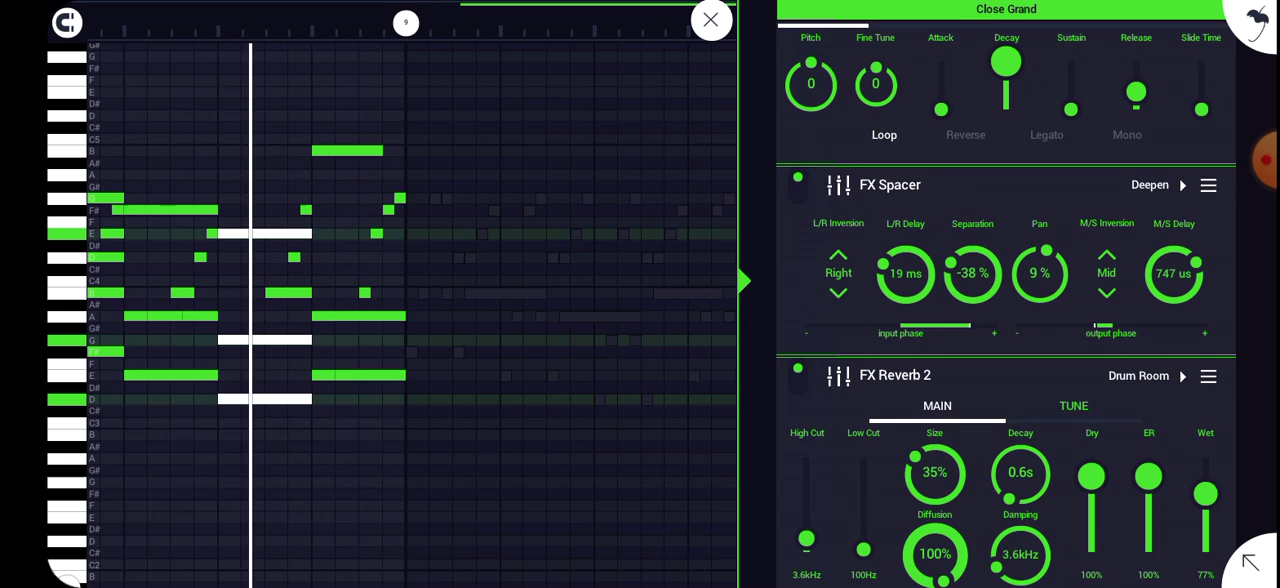 9
G#
G
F#
F
E
D#
D
C#
C5
B
A#
A
G#
G
F#
F
E
D#
D
C#
C4
B
A#
A
G#
G
F#
F
E
D#
D
C#
C3
B
A#
A
G#
G
F#
F
E
D#
D
C#
C2
B
Close Grand
Pitch Fine Tune Attack Decay Sustain Release Slide Time
0 0
Loop Reverse Legato Mono
FX Spacer Deepen
L/R Inversion L/R Delay Separation Pan M/S Inversion M/S Delay
Right 19 ms -38 % 9 % Mid 747 us
- input phase + - output phase +
FX Reverb 2 Drum Room
MAIN TUNE
High Cut Low Cut Size Decay Dry ER Wet
35% 0.6s
Diffusion Damping
100% 3.6kHz
3.6kHz 100Hz 100% 100% 77%